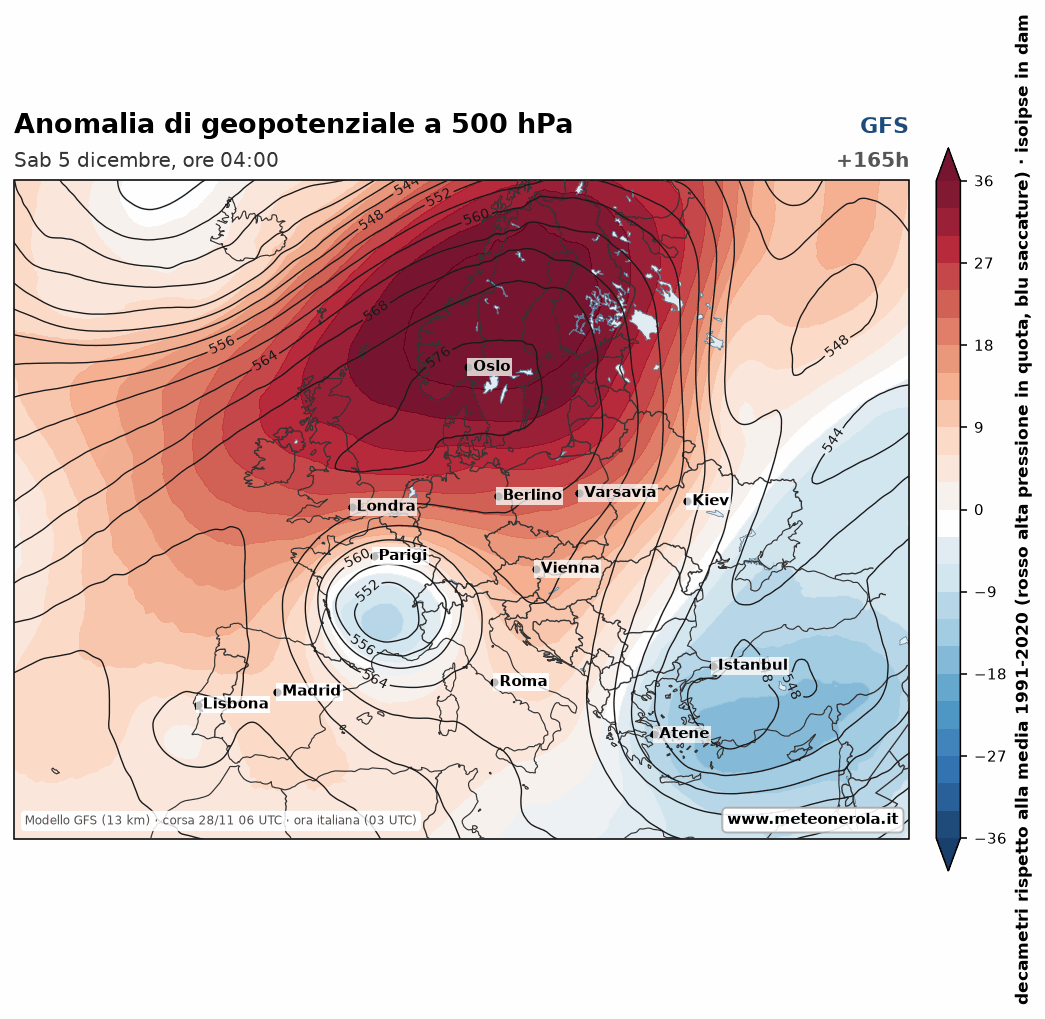 Anomalia di geopotenziale a 500 hPa
GFS
Sab 5 dicembre, ore 04:00
+165h
544
552
548
560
568
556
564
576
548
544
Oslo
Berlino
Varsavia
Londra
Kiev
560
Parigi
552
Vienna
556
564
Istanbul
548
Roma
Madrid
Lisbona
Atene
Modello GFS (13 km) · corsa 28/11 06 UTC · ora italiana (03 UTC)
www.meteonerola.it
36
27
18
9
0
−9
−18
−27
−36
decametri rispetto alla media 1991-2020 (rosso alta pressione in quota, blu saccature) · isoipse in dam